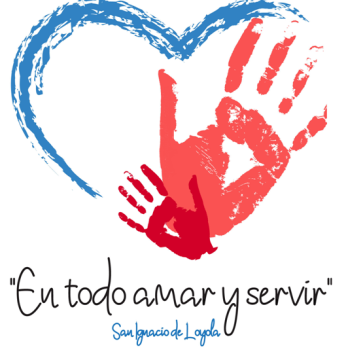 "En todo amar y servir"
San Ignacio de Loyola